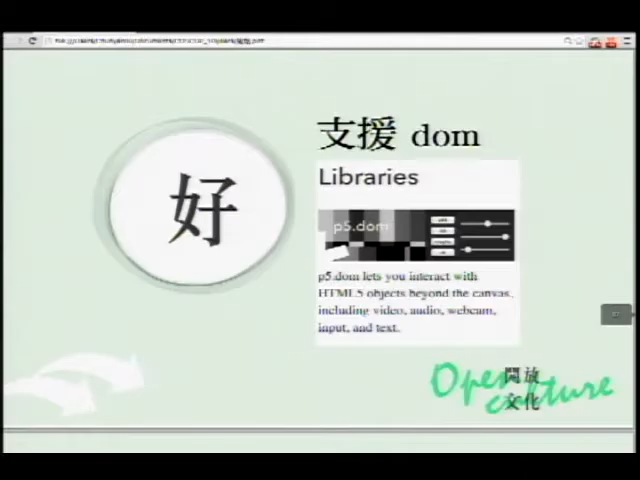 支援 dom
好
Libraries
p5.dom
p5.dom lets you interact with
HTML5 objects beyond the canvas,
including video, audio, webcam,
input, and text.
Open 開放
culture 文化